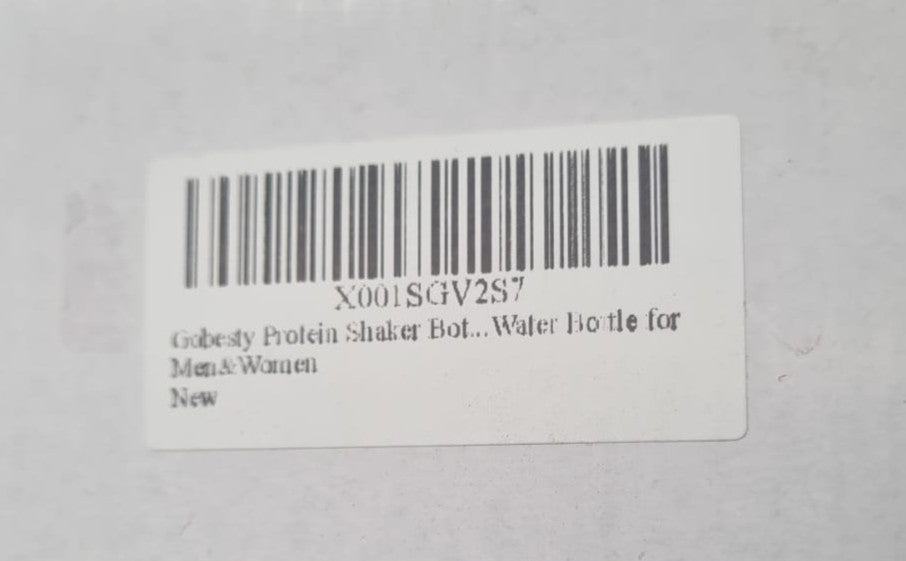 X001SGV2S7
Gobesty Protein Shaker Bot... Water Bottle for
Men&Women
New